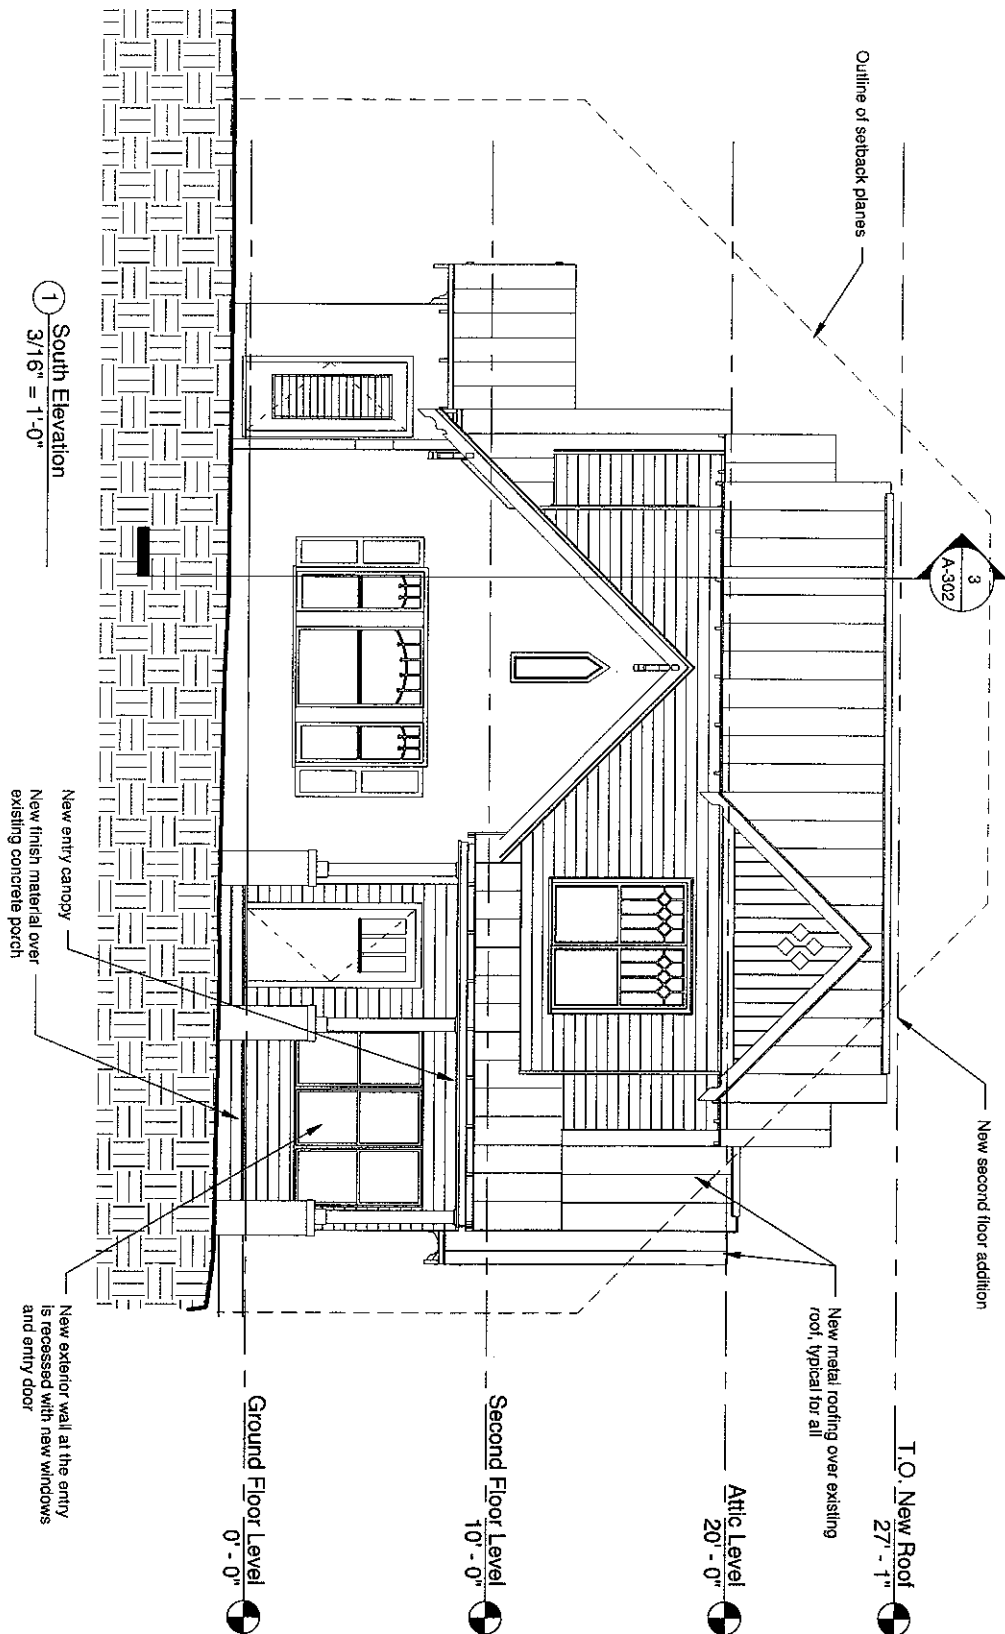 Outline of setback planes
3
A-302
New second floor addition
New metal roofing over existing
roof, typical for all
T.O. New Roof
27' - 1"
Attic Level
20' - 0"
Second Floor Level
10' - 0"
Ground Floor Level
0' - 0"
New entry canopy
New finish material over
existing concrete porch
New exterior wall at the entry
is recessed with new windows
and entry door
1
South Elevation
3/16" = 1'-0"